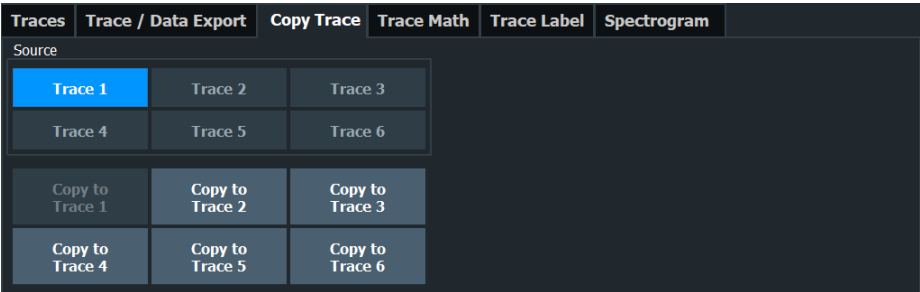 Traces Trace / Data Export Copy Trace Trace Math Trace Label Spectrogram
Source
Trace 1 Trace 2 Trace 3
Trace 4 Trace 5 Trace 6
Copy to Copy to Copy to
Trace 1 Trace 2 Trace 3
Copy to Copy to Copy to
Trace 4 Trace 5 Trace 6